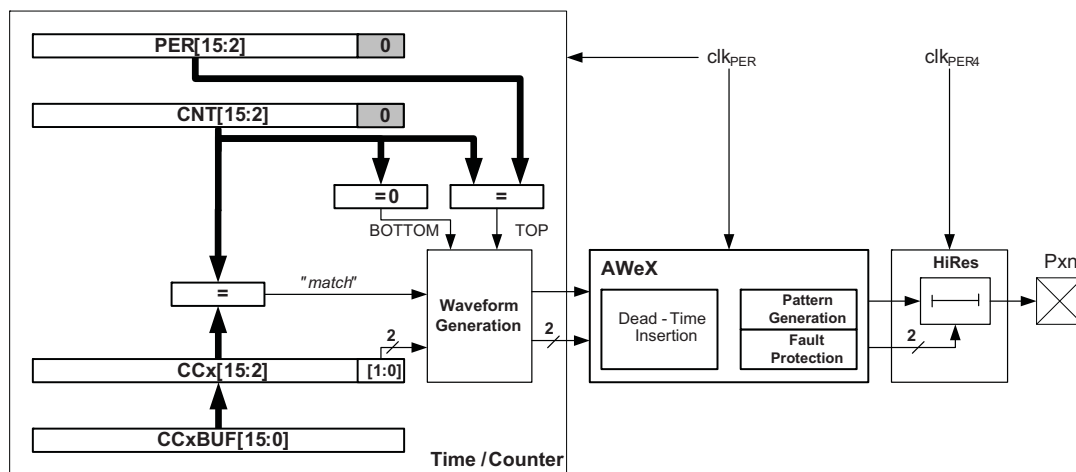 PER[15:2] 0
clkPER
clkPER4
CNT[15:2] 0
= 0
=
BOTTOM
TOP
=
"match"
Waveform
Generation
2
2
CCx[15:2] [1:0]
CCxBUF[15:0]
Time / Counter
AWeX
Dead - Time
Insertion
Pattern
Generation
Fault
Protection
HiRes
2
Pxn